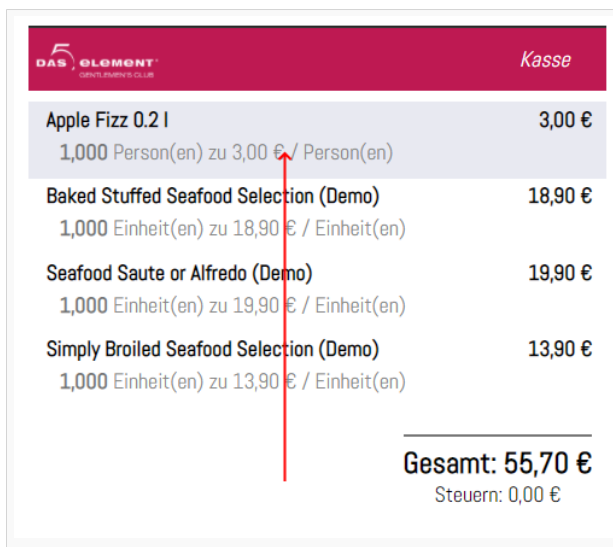 DAS 5 ELEMENT
GENTLEMEN'S CLUB
Kasse
Apple Fizz 0.2 l 3,00 €
1,000 Person(en) zu 3,00 € / Person(en)
Baked Stuffed Seafood Selection (Demo) 18,90 €
1,000 Einheit(en) zu 18,90 € / Einheit(en)
Seafood Saute or Alfredo (Demo) 19,90 €
1,000 Einheit(en) zu 19,90 € / Einheit(en)
Simply Broiled Seafood Selection (Demo) 13,90 €
1,000 Einheit(en) zu 13,90 € / Einheit(en)
Gesamt: 55,70 €
Steuern: 0,00 €